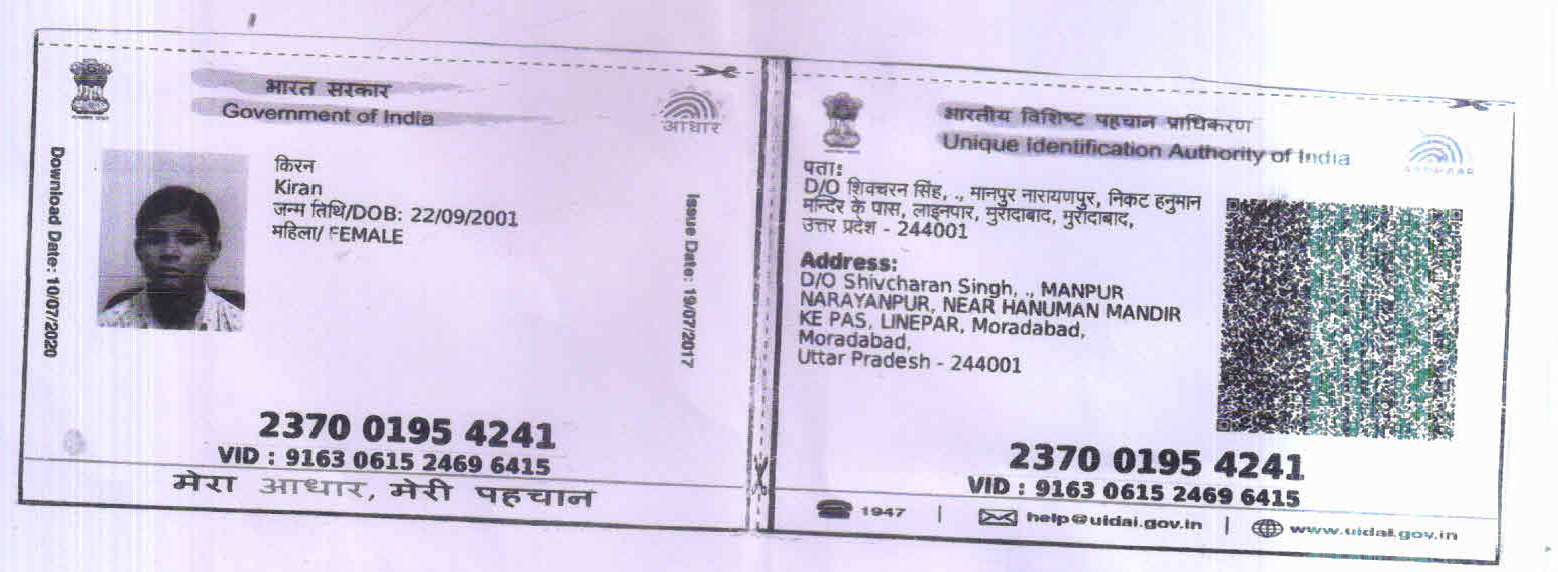 भारत सरकार
Government of India
आधार
Download Date: 10/07/2020
किरन
Kiran
जन्म तिथि/DOB: 22/09/2001
महिला/ FEMALE
Issue Date: 19/07/2017
2370 0195 4241
VID : 9163 0615 2469 6415
मेरा आधार, मेरी पहचान
भारतीय विशिष्ट पहचान प्राधिकरण
Unique Identification Authority of India
AADHAAR
पता:
D/O शिवचरन सिंह, ., मानपुर नारायणपुर, निकट हनुमान
मन्दिर के पास, लाइनपार, मुरादाबाद, मुरादाबाद,
उत्तर प्रदेश - 244001
Address:
D/O Shivcharan Singh, ., MANPUR
NARAYANPUR, NEAR HANUMAN MANDIR
KE PAS, LINEPAR, Moradabad,
Moradabad,
Uttar Pradesh - 244001
2370 0195 4241
VID : 9163 0615 2469 6415
1947 | help@uidai.gov.in | www.uidai.gov.in